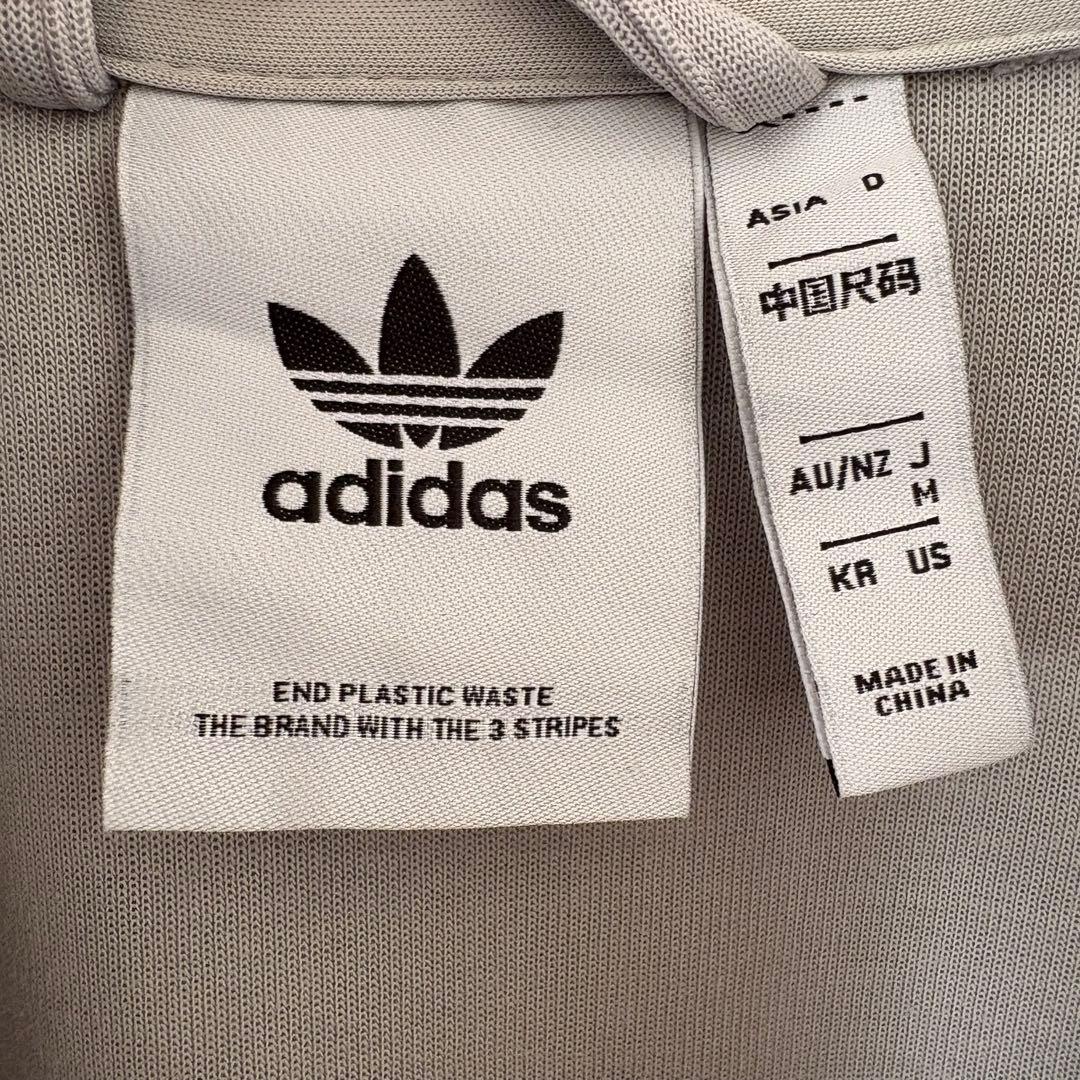 adidas
END PLASTIC WASTE
THE BRAND WITH THE 3 STRIPES
ASIA D
中国尺码
AU/NZ J
M
KR US
MADE IN
CHINA